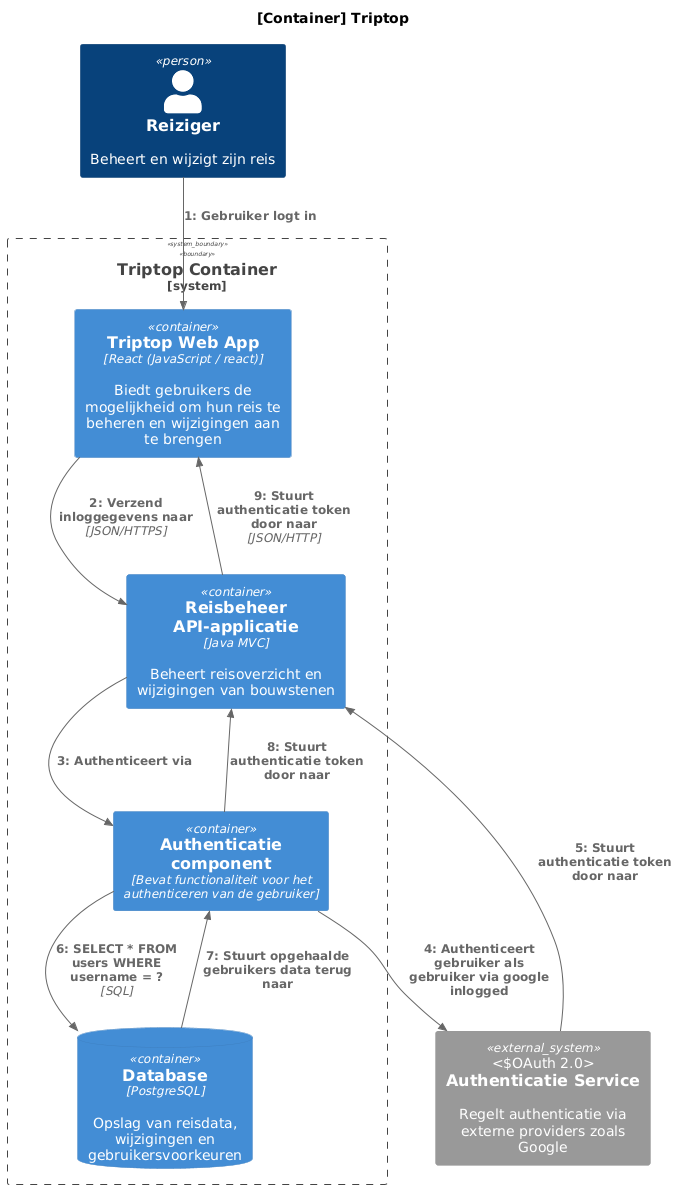 [Container] Triptop
«person»
Reiziger
Beheert en wijzigt zijn reis
1: Gebruiker logt in
«system_boundary»
«boundary»
Triptop Container
[system]
«container»
Triptop Web App
[React (JavaScript / react)]
Biedt gebruikers de
mogelijkheid om hun reis te
beheren en wijzigingen aan
te brengen
2: Verzend
inloggegevens naar
[JSON/HTTPS]
9: Stuurt
authenticatie token
door naar
[JSON/HTTP]
«container»
Reisbeheer
API-applicatie
[Java MVC]
Beheert reisoverzicht en
wijzigingen van bouwstenen
3: Authenticeert via
8: Stuurt
authenticatie token
door naar
5: Stuurt
authenticatie token
door naar
«container»
Authenticatie
component
[Bevat functionaliteit voor het
authenticeren van de gebruiker]
6: SELECT * FROM
users WHERE
username = ?
[SQL]
7: Stuurt opgehaalde
gebruikers data terug
naar
4: Authenticeert
gebruiker als
gebruiker via google
inlogged
«container»
Database
[PostgreSQL]
Opslag van reisdata,
wijzigingen en
gebruikersvoorkeuren
«external_system»
<$OAuth 2.0>
Authenticatie Service
Regelt authenticatie via
externe providers zoals
Google